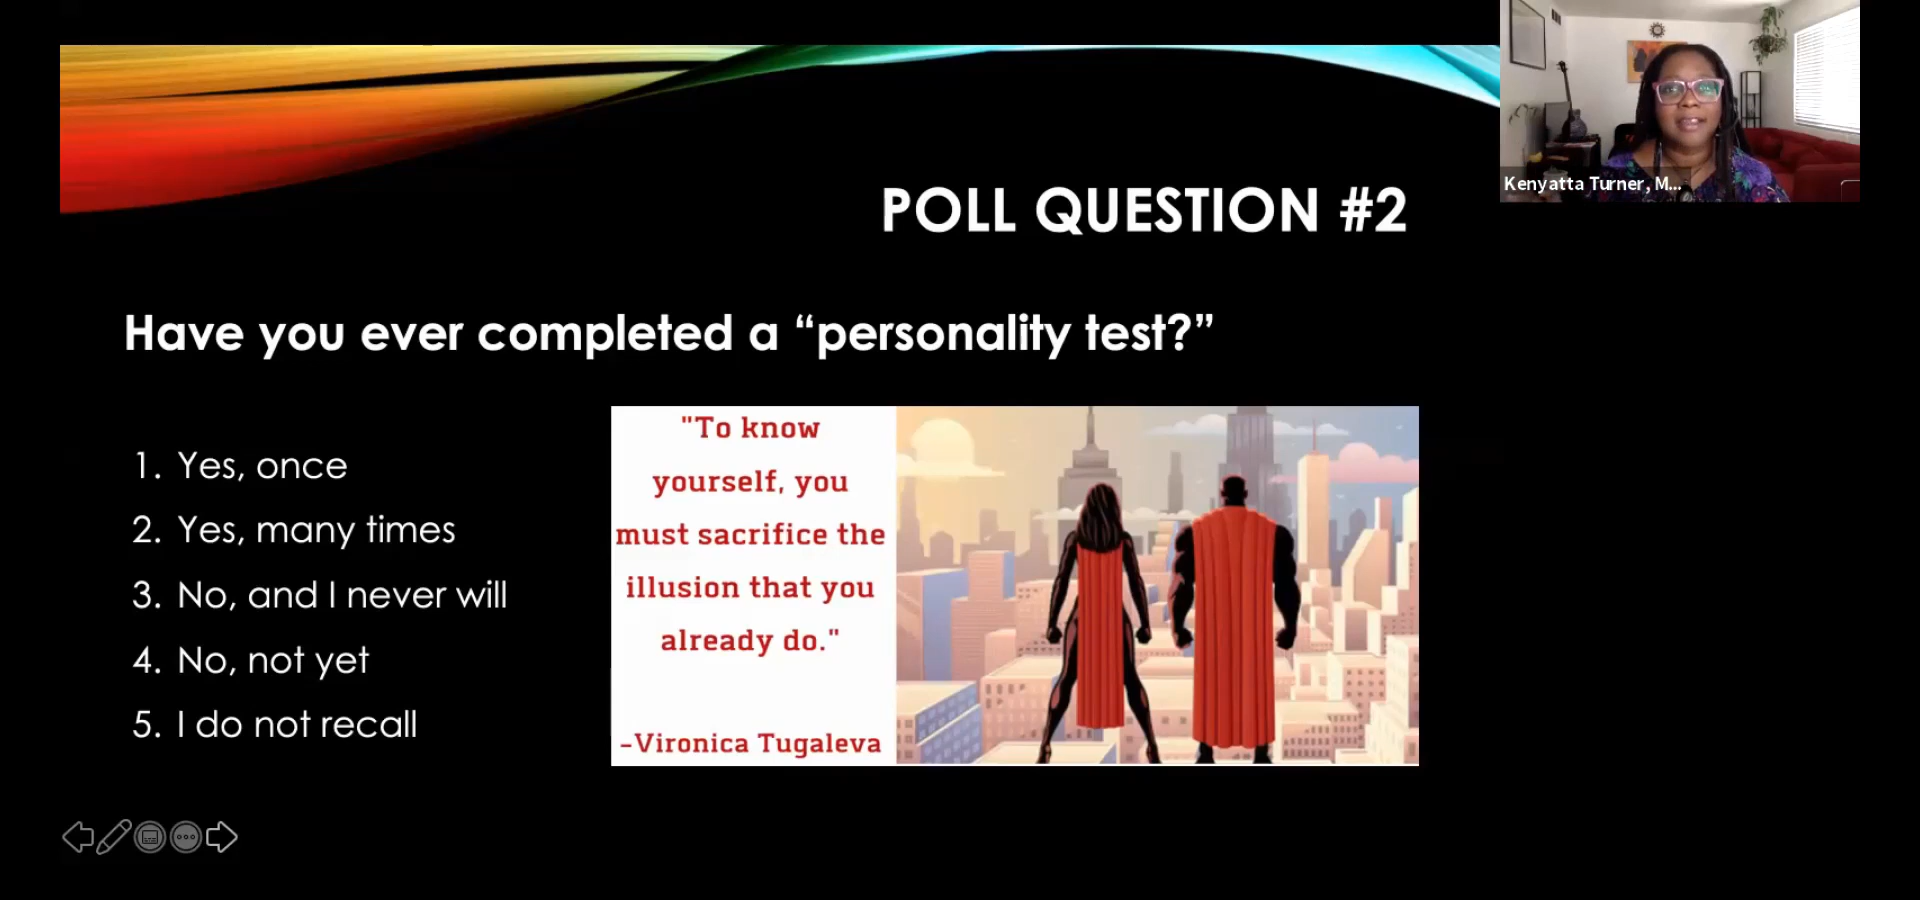 Kenyatta Turner, M...
POLL QUESTION #2
Have you ever completed a “personality test?”
1. Yes, once
2. Yes, many times
3. No, and I never will
4. No, not yet
5. I do not recall
"To know
yourself, you
must sacrifice the
illusion that you
already do."
–Vironica Tugaleva